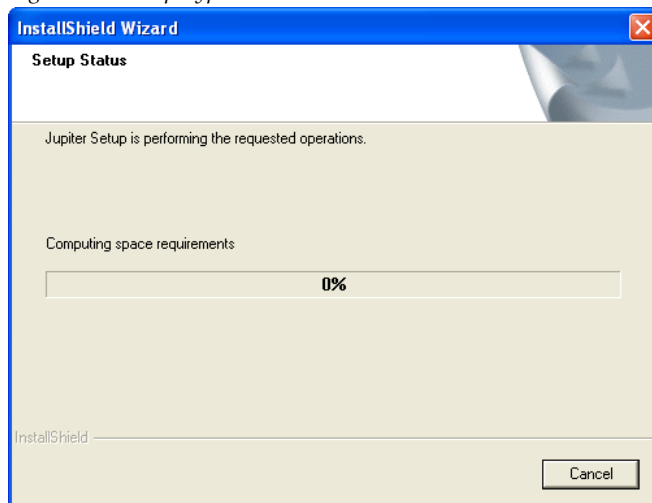 InstallShield Wizard
Setup Status
Jupiter Setup is performing the requested operations.
Computing space requirements
0%
InstallShield
Cancel